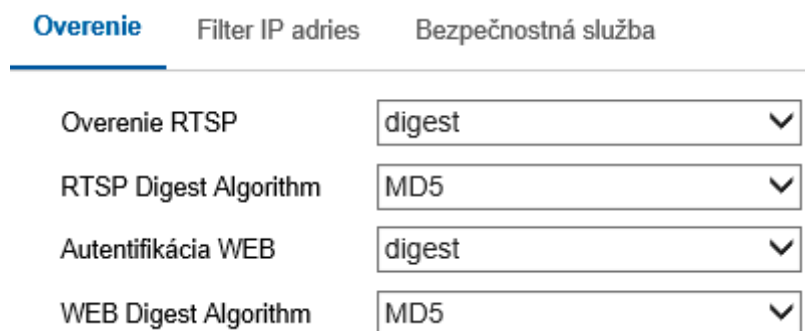 Overenie Filter IP adries Bezpečnostná služba
Overenie RTSP digest
RTSP Digest Algorithm MD5
Autentifikácia WEB digest
WEB Digest Algorithm MD5